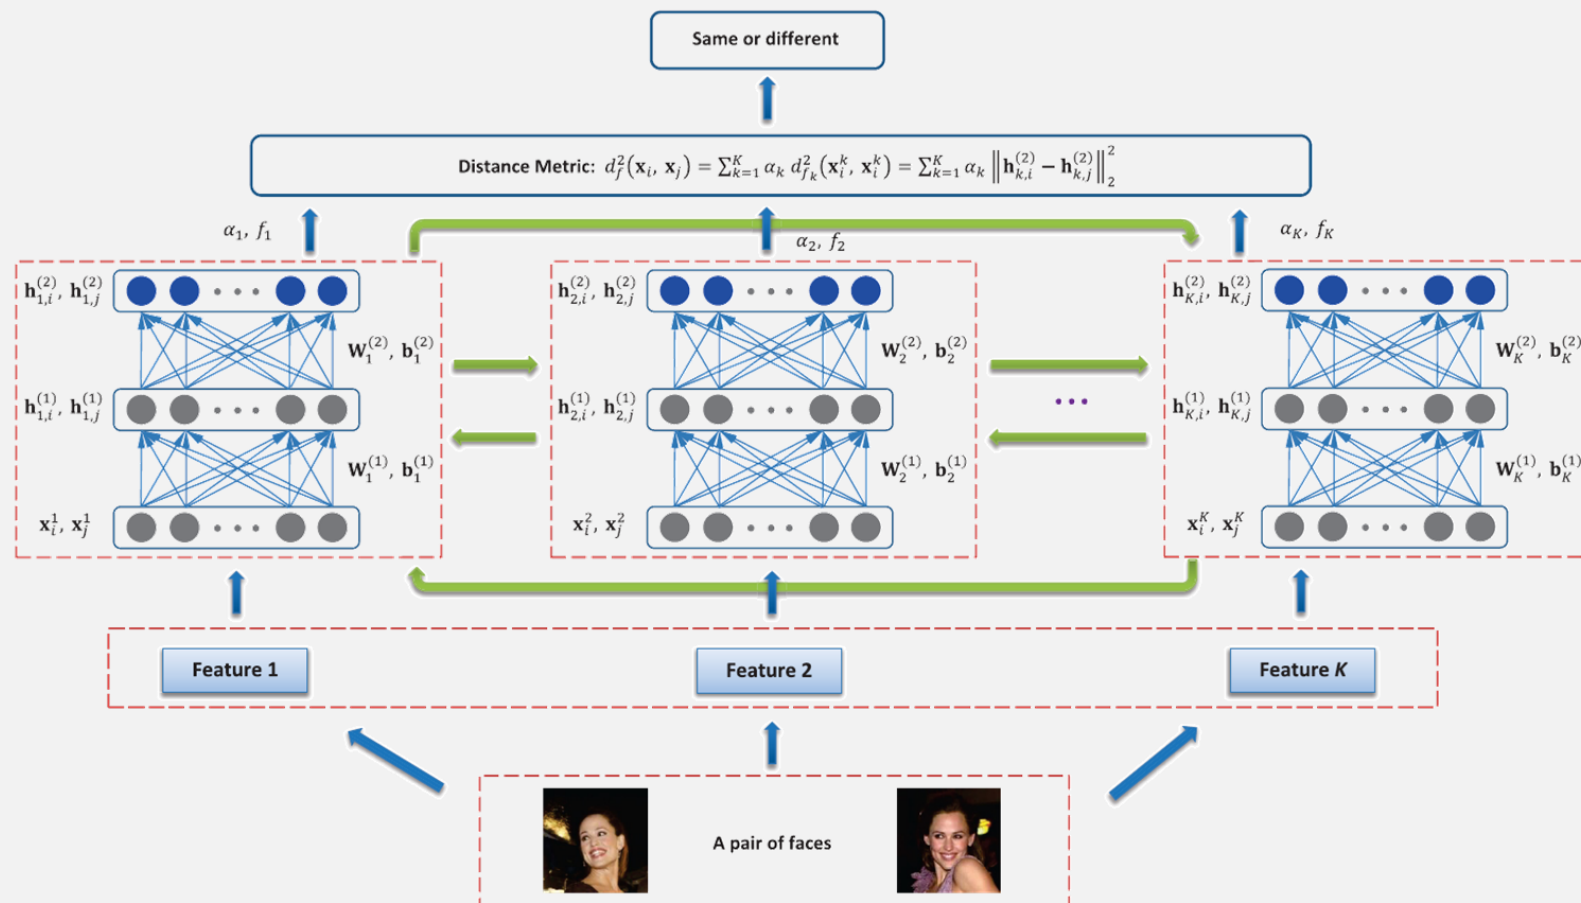 Same or different
Distance Metric: d_f^2(x_i, x_j) = ∑_{k=1}^K α_k d_{f_k}^2(x_i^k, x_i^k) = ∑_{k=1}^K α_k ‖h_{k,i}^{(2)} − h_{k,j}^{(2)}‖_2^2
α_1, f_1
α_2, f_2
α_K, f_K
h_{1,i}^{(2)}, h_{1,j}^{(2)}
h_{2,i}^{(2)}, h_{2,j}^{(2)}
h_{K,i}^{(2)}, h_{K,j}^{(2)}
W_1^{(2)}, b_1^{(2)}
W_2^{(2)}, b_2^{(2)}
W_K^{(2)}, b_K^{(2)}
h_{1,i}^{(1)}, h_{1,j}^{(1)}
h_{2,i}^{(1)}, h_{2,j}^{(1)}
...
h_{K,i}^{(1)}, h_{K,j}^{(1)}
W_1^{(1)}, b_1^{(1)}
W_2^{(1)}, b_2^{(1)}
W_K^{(1)}, b_K^{(1)}
x_i^1, x_j^1
x_i^2, x_j^2
x_i^K, x_j^K
Feature 1
Feature 2
Feature K
A pair of faces